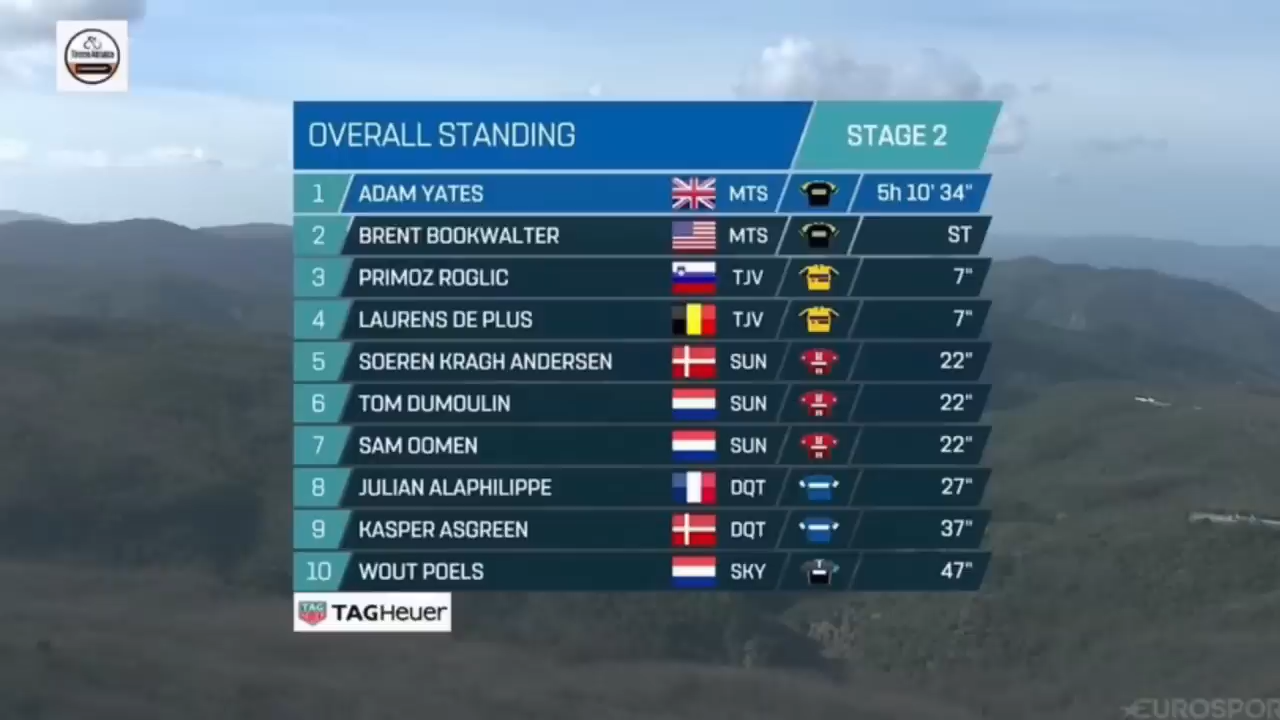 OVERALL STANDING STAGE 2
1 ADAM YATES MTS 5h 10' 34"
2 BRENT BOOKWALTER MTS ST
3 PRIMOZ ROGLIC TJV 7"
4 LAURENS DE PLUS TJV 7"
5 SOEREN KRAGH ANDERSEN SUN 22"
6 TOM DUMOULIN SUN 22"
7 SAM OOMEN SUN 22"
8 JULIAN ALAPHILIPPE DQT 27"
9 KASPER ASGREEN DQT 37"
10 WOUT POELS SKY 47"
TAG TAGHeuer
EUROSPOR